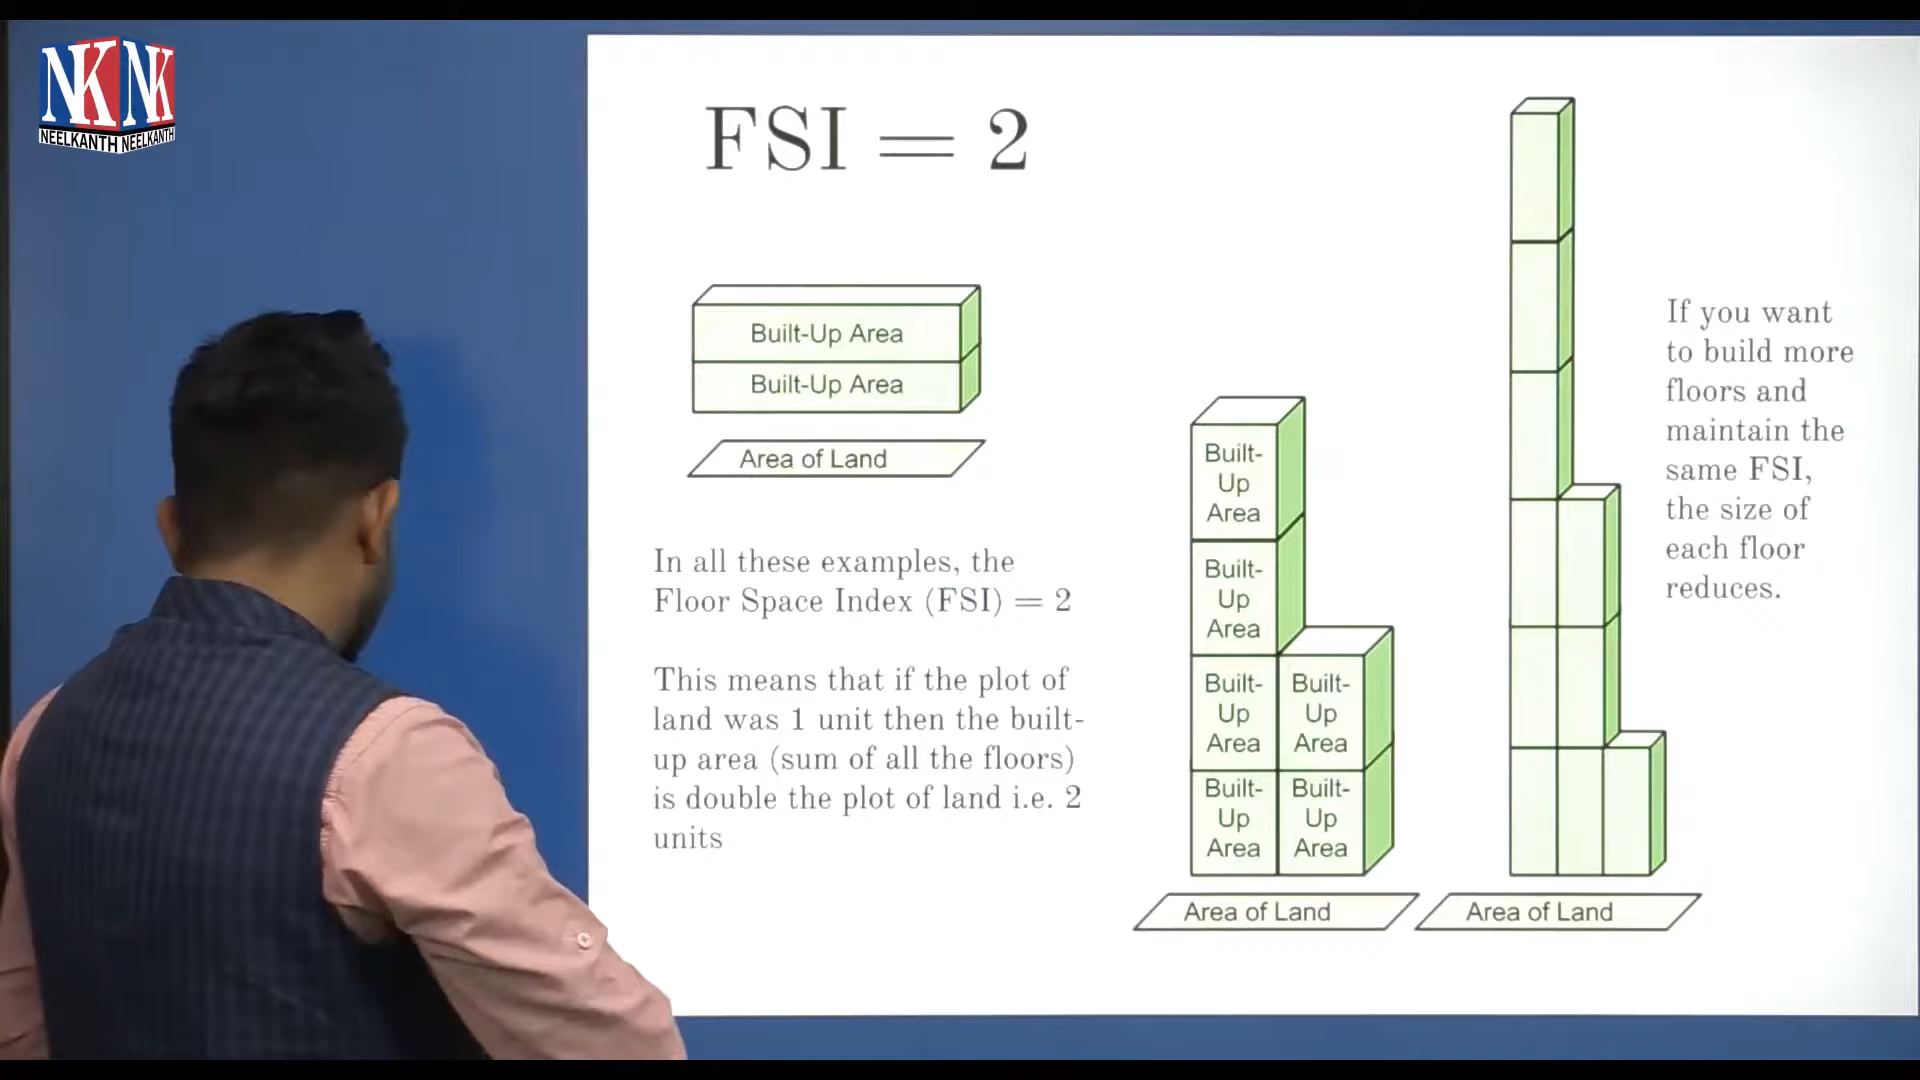 NK NK
NEELKANTH NEELKANTH
FSI = 2
Built-Up Area
Built-Up Area
Area of Land
In all these examples, the
Floor Space Index (FSI) = 2
This means that if the plot of
land was 1 unit then the built-
up area (sum of all the floors)
is double the plot of land i.e. 2
units
Built-
Up
Area
Built-
Up
Area
Built-
Up
Area
Built-
Up
Area
Built-
Up
Area
Built-
Up
Area
Area of Land
Area of Land
If you want
to build more
floors and
maintain the
same FSI,
the size of
each floor
reduces.